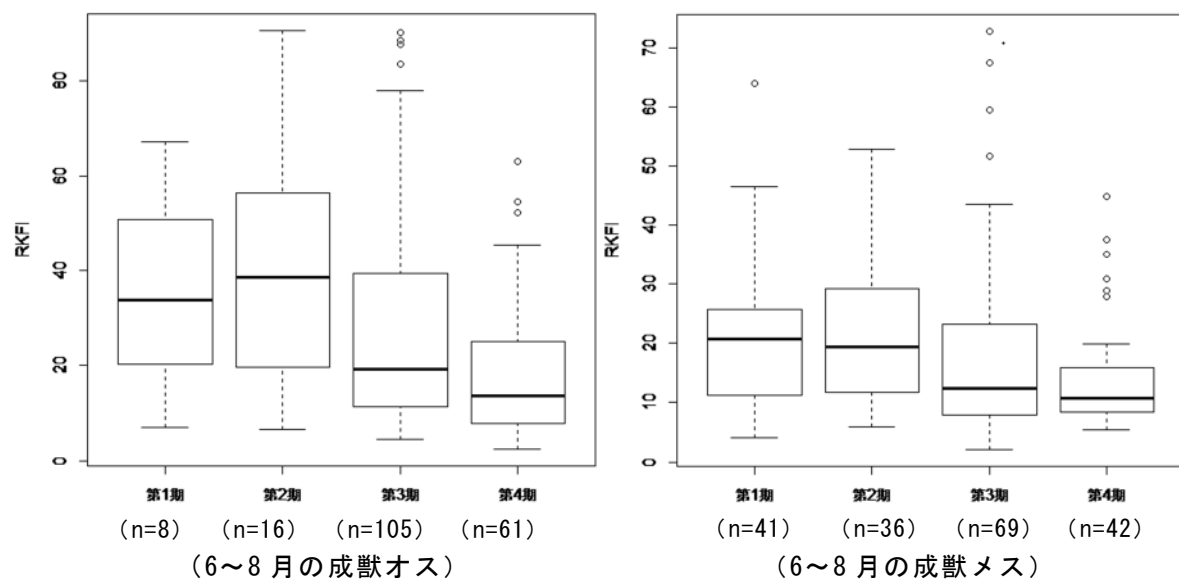 RKFI
80
60
40
20
0
第1期 第2期 第3期 第4期
(n=8) (n=16) (n=105) (n=61)
(6～8月の成獣オス)
RKFI
70
60
50
40
30
20
10
0
第1期 第2期 第3期 第4期
(n=41) (n=36) (n=69) (n=42)
(6～8月の成獣メス)